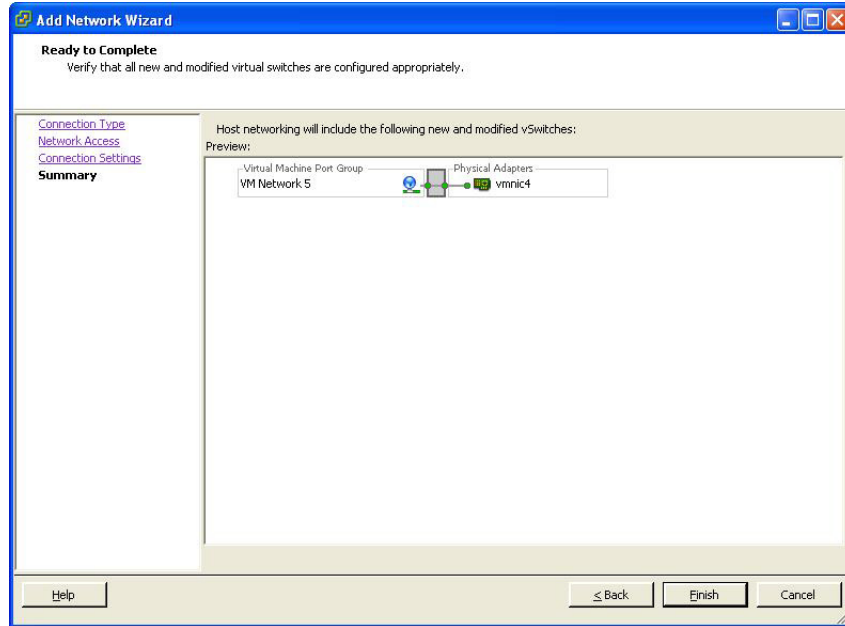 Add Network Wizard
Ready to Complete
Verify that all new and modified virtual switches are configured appropriately.
Connection Type
Network Access
Connection Settings
Summary
Host networking will include the following new and modified vSwitches:
Preview:
Virtual Machine Port Group
Physical Adapters
VM Network 5
vmnic4
Help
< Back
Finish
Cancel